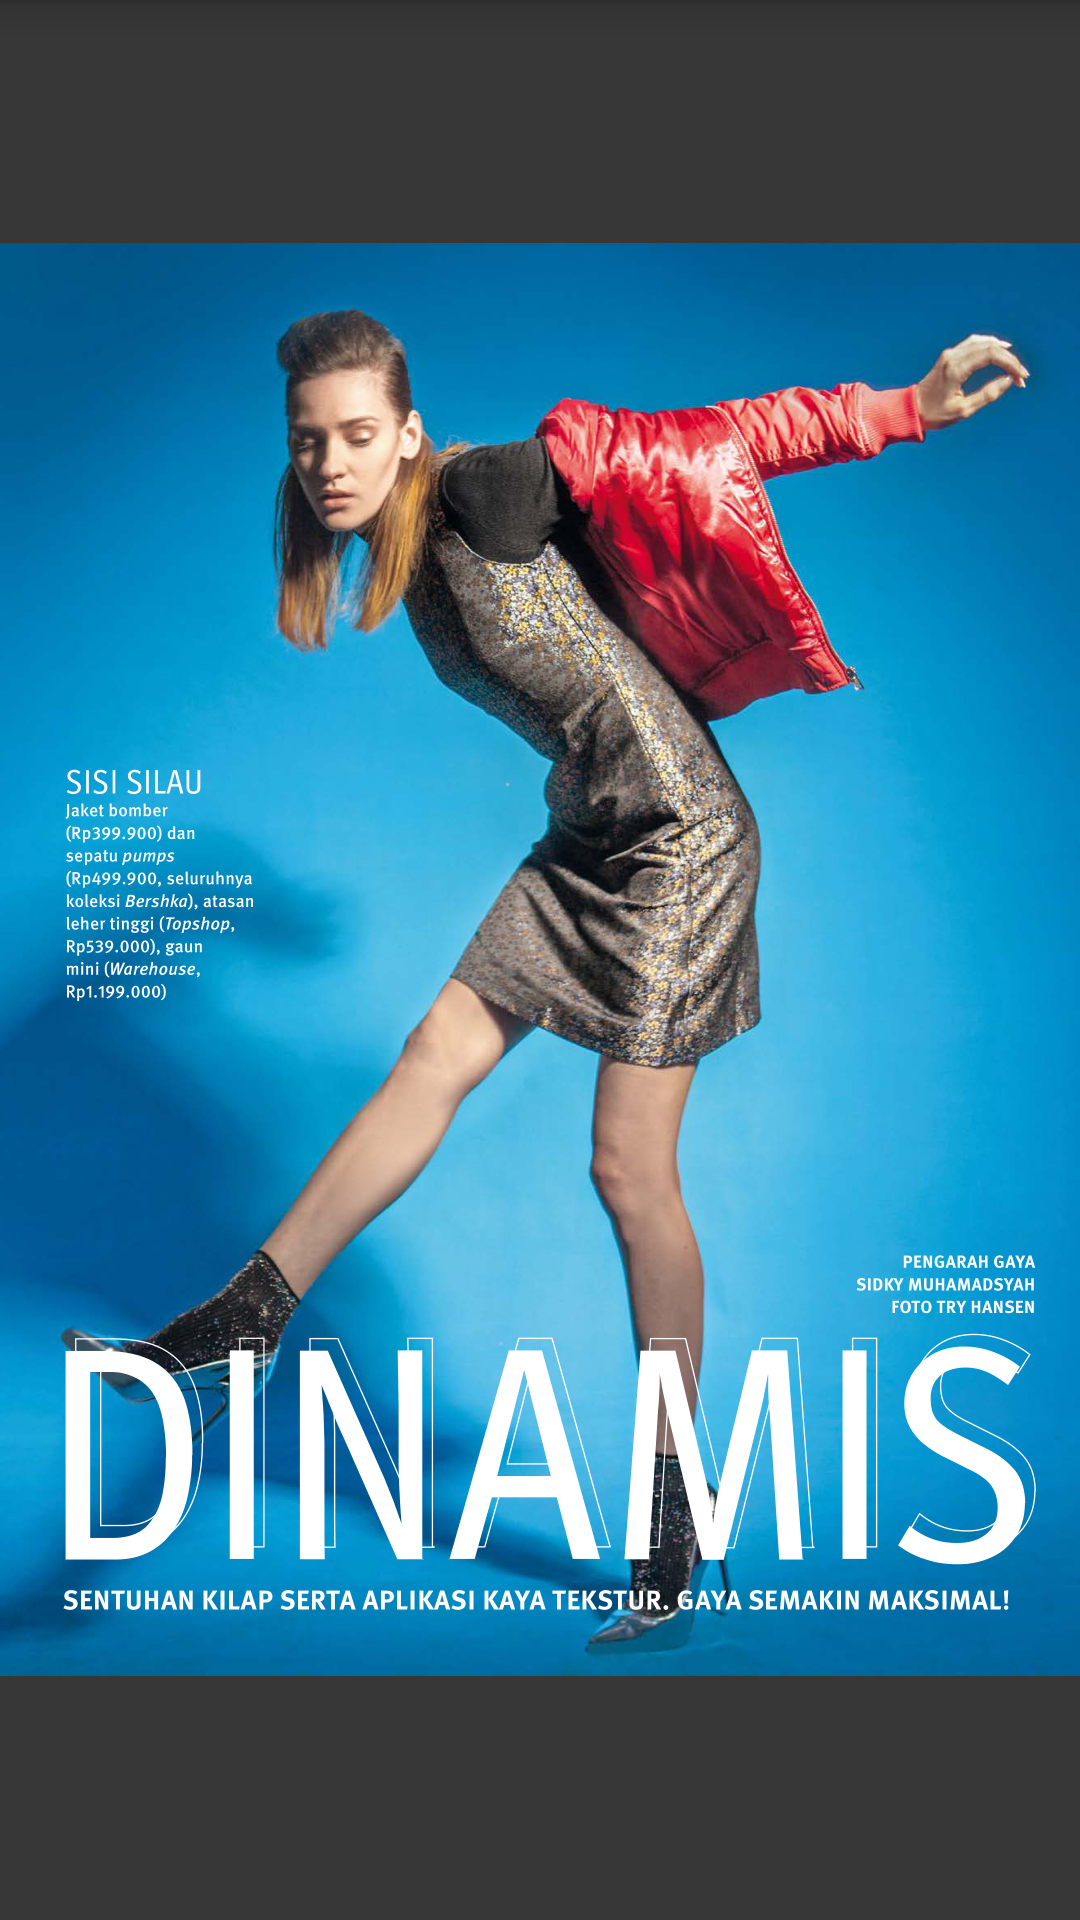 SISI SILAU
Jaket bomber
(Rp399.900) dan
sepatu pumps
(Rp499.900, seluruhnya
koleksi Bershka), atasan
leher tinggi (Topshop,
Rp539.000), gaun
mini (Warehouse,
Rp1.199.000)
PENGARAH GAYA
SIDKY MUHAMADSYAH
FOTO TRY HANSEN
DINAMIS
SENTUHAN KILAP SERTA APLIKASI KAYA TEKSTUR. GAYA SEMAKIN MAKSIMAL!